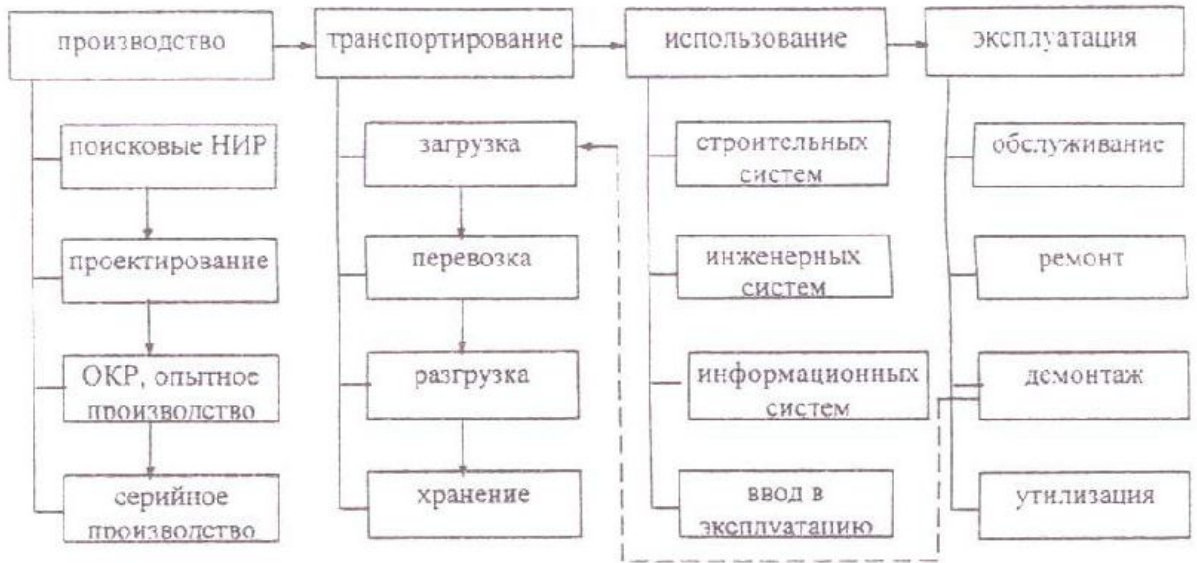 производство
транспортирование
использование
эксплуатация
поисковые НИР
проектирование
ОКР, опытное
производство
серийное
производство
загрузка
перевозка
разгрузка
хранение
строительных
систем
инженерных
систем
информационных
систем
ввод в
эксплуатацию
обслуживание
ремонт
демонтаж
утилизация